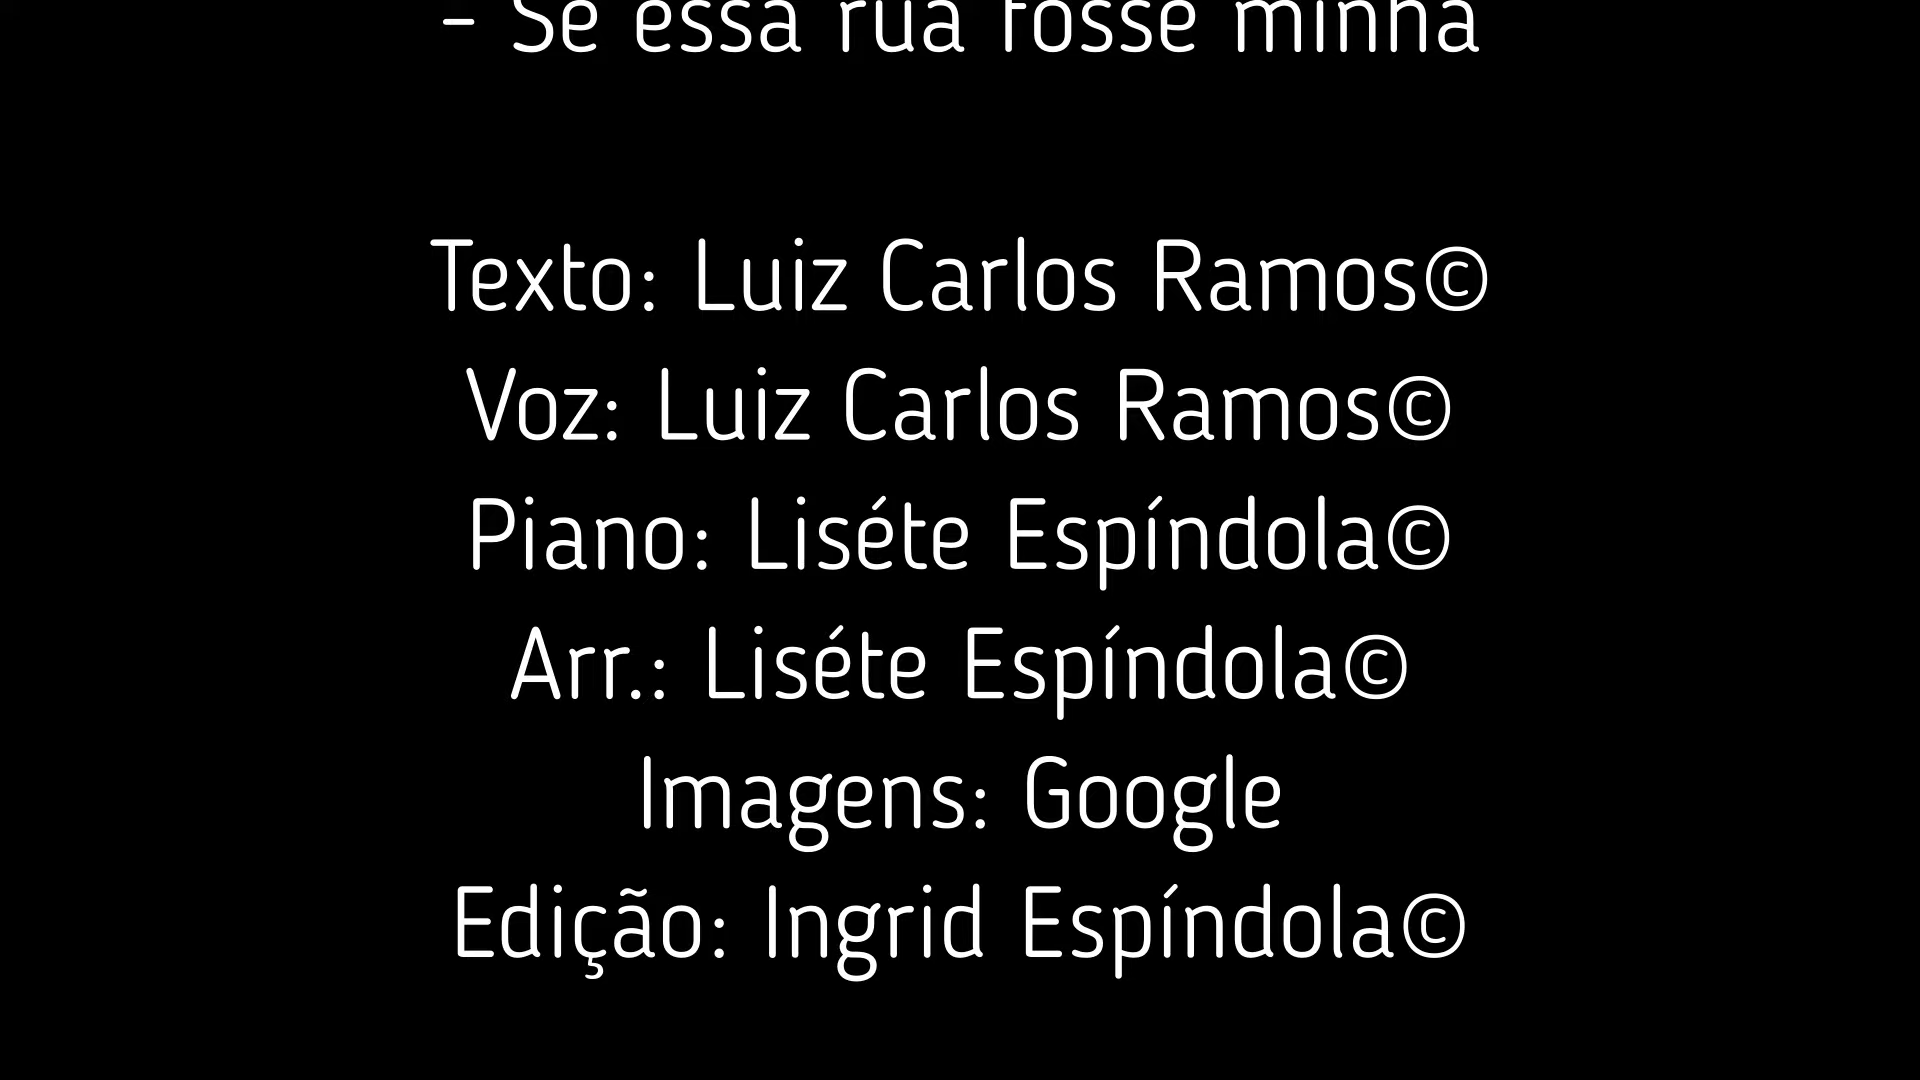 - Se essa rua fosse minha
Texto: Luiz Carlos Ramos©
Voz: Luiz Carlos Ramos©
Piano: Liséte Espíndola©
Arr.: Liséte Espíndola©
Imagens: Google
Edição: Ingrid Espíndola©